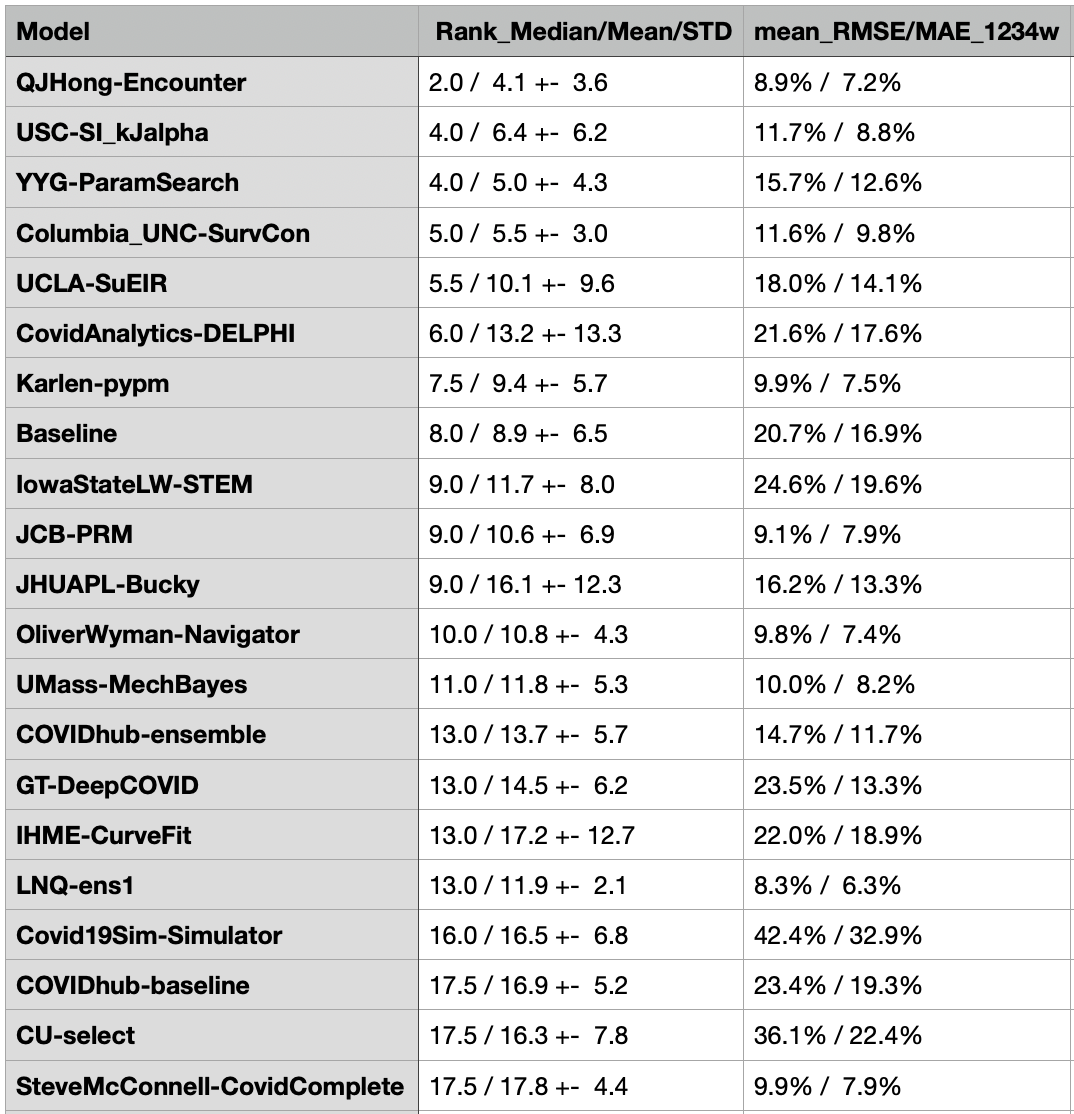 Model Rank_Median/Mean/STD mean_RMSE/MAE_1234w
QJHong-Encounter 2.0 / 4.1 +- 3.6 8.9% / 7.2%
USC-SI_kJalpha 4.0 / 6.4 +- 6.2 11.7% / 8.8%
YYG-ParamSearch 4.0 / 5.0 +- 4.3 15.7% / 12.6%
Columbia_UNC-SurvCon 5.0 / 5.5 +- 3.0 11.6% / 9.8%
UCLA-SuEIR 5.5 / 10.1 +- 9.6 18.0% / 14.1%
CovidAnalytics-DELPHI 6.0 / 13.2 +- 13.3 21.6% / 17.6%
Karlen-pypm 7.5 / 9.4 +- 5.7 9.9% / 7.5%
Baseline 8.0 / 8.9 +- 6.5 20.7% / 16.9%
IowaStateLW-STEM 9.0 / 11.7 +- 8.0 24.6% / 19.6%
JCB-PRM 9.0 / 10.6 +- 6.9 9.1% / 7.9%
JHUAPL-Bucky 9.0 / 16.1 +- 12.3 16.2% / 13.3%
OliverWyman-Navigator 10.0 / 10.8 +- 4.3 9.8% / 7.4%
UMass-MechBayes 11.0 / 11.8 +- 5.3 10.0% / 8.2%
COVIDhub-ensemble 13.0 / 13.7 +- 5.7 14.7% / 11.7%
GT-DeepCOVID 13.0 / 14.5 +- 6.2 23.5% / 13.3%
IHME-CurveFit 13.0 / 17.2 +- 12.7 22.0% / 18.9%
LNQ-ens1 13.0 / 11.9 +- 2.1 8.3% / 6.3%
Covid19Sim-Simulator 16.0 / 16.5 +- 6.8 42.4% / 32.9%
COVIDhub-baseline 17.5 / 16.9 +- 5.2 23.4% / 19.3%
CU-select 17.5 / 16.3 +- 7.8 36.1% / 22.4%
SteveMcConnell-CovidComplete 17.5 / 17.8 +- 4.4 9.9% / 7.9%